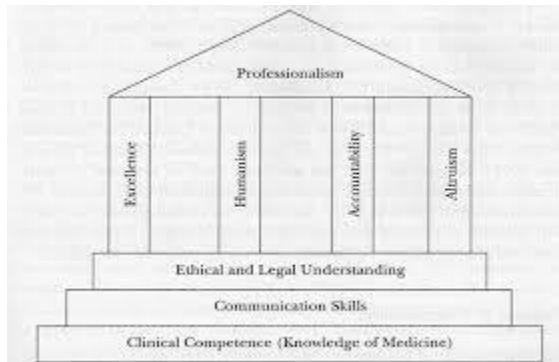 Professionalism
Excellence
Humanism
Accountability
Altruism
Ethical and Legal Understanding
Communication Skills
Clinical Competence (Knowledge of Medicine)